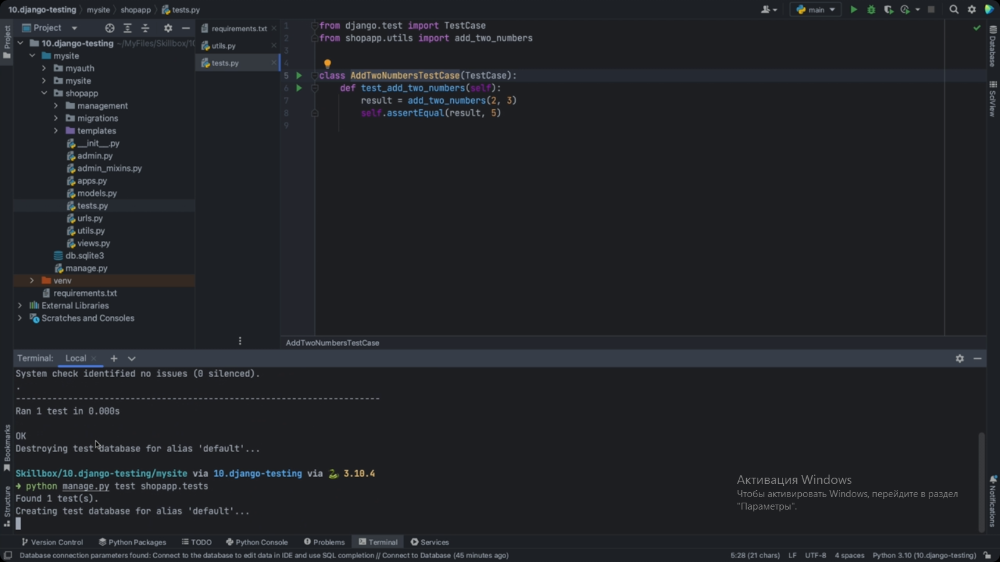 10.django-testing mysite shopapp tests.py
main
Project
Project
10.django-testing ~/MyFiles/Skillbox/10
mysite
myauth
mysite
shopapp
management
migrations
templates
__init__.py
admin.py
admin_mixins.py
apps.py
models.py
tests.py
urls.py
utils.py
views.py
db.sqlite3
manage.py
venv
requirements.txt
External Libraries
Scratches and Consoles
requirements.txt
utils.py
tests.py
1 from django.test import TestCase
2 from shopapp.utils import add_two_numbers
3
4
5 class AddTwoNumbersTestCase(TestCase):
6 def test_add_two_numbers(self):
7 result = add_two_numbers(2, 3)
8 self.assertEqual(result, 5)
9
AddTwoNumbersTestCase
Database
SciView
Notifications
Bookmarks
Structure
Terminal: Local
System check identified no issues (0 silenced).
.
----------------------------------------------------------------------
Ran 1 test in 0.000s
OK
Destroying test database for alias 'default'...
Skillbox/10.django-testing/mysite via 10.django-testing via 3.10.4
➜ python manage.py test shopapp.tests
Found 1 test(s).
Creating test database for alias 'default'...
Активация Windows
Чтобы активировать Windows, перейдите в раздел
"Параметры".
Version Control Python Packages TODO Python Console Problems Terminal Services
Database connection parameters found: Connect to the database to edit data in IDE and use SQL completion // Connect to Database (45 minutes ago) 5:28 (21 chars) LF UTF-8 4 spaces Python 3.10 (10.django-testing)